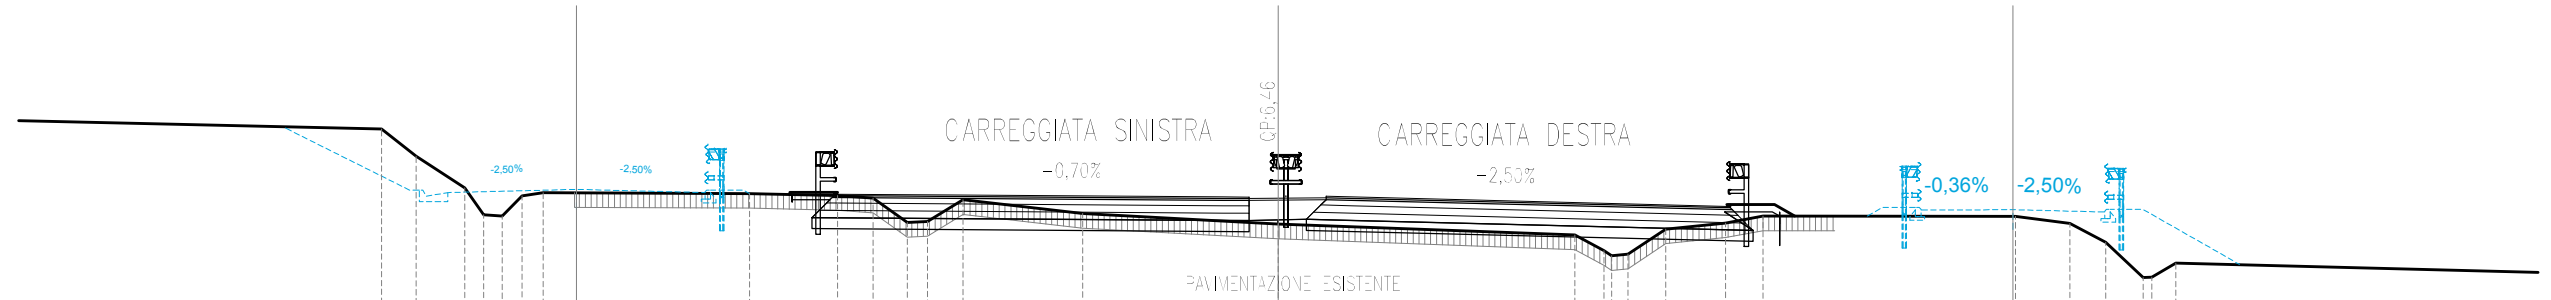 QP:6,46
CARREGGIATA SINISTRA
CARREGGIATA DESTRA
-2,50%
-2,50%
-0,70%
-2,50%
-0,36%
-2,50%
PAVIMENTAZIONE ESISTENTE